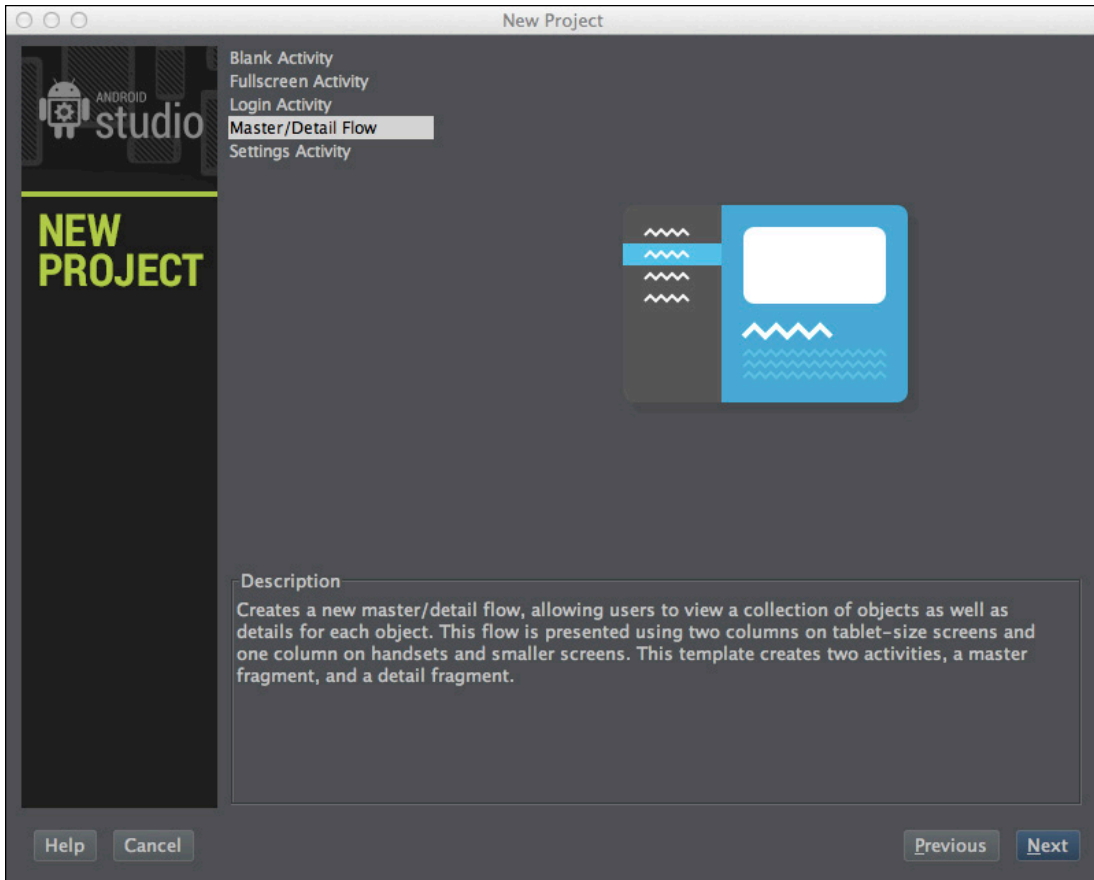 New Project
ANDROID
studio
NEW
PROJECT
Blank Activity
Fullscreen Activity
Login Activity
Master/Detail Flow
Settings Activity
Description
Creates a new master/detail flow, allowing users to view a collection of objects as well as
details for each object. This flow is presented using two columns on tablet-size screens and
one column on handsets and smaller screens. This template creates two activities, a master
fragment, and a detail fragment.
Help
Cancel
Previous
Next